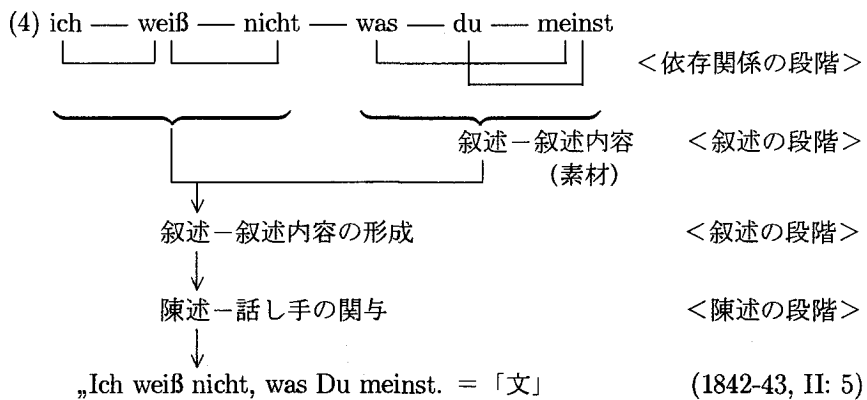 (4) ich — weiß — nicht — was — du — meinst
＜依存関係の段階＞
叙述－叙述内容 ＜叙述の段階＞
(素材)
叙述－叙述内容の形成 ＜叙述の段階＞
陳述－話し手の関与 ＜陳述の段階＞
„Ich weiß nicht, was Du meinst. = 「文」 (1842-43, II: 5)